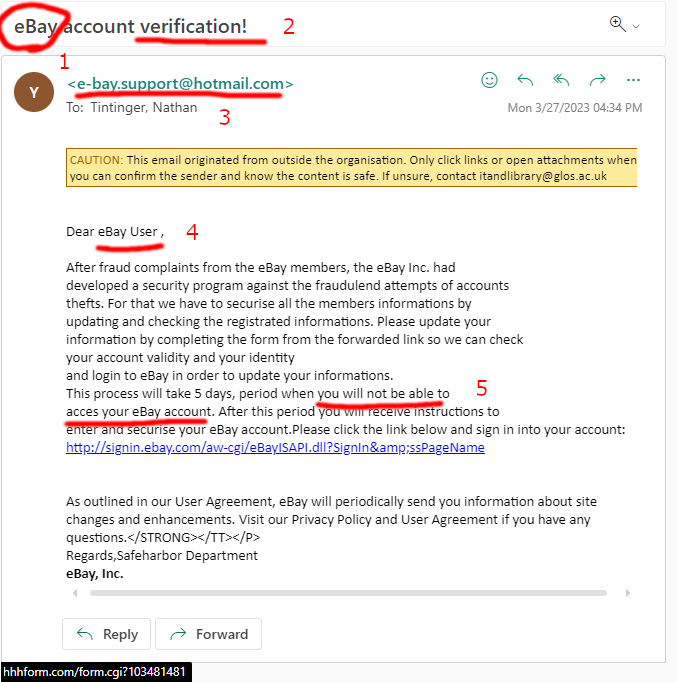 eBay account verification!
2
1
Y
<e-bay.support@hotmail.com>
To: Tintinger, Nathan
3
Mon 3/27/2023 04:34 PM
CAUTION: This email originated from outside the organisation. Only click links or open attachments when
you can confirm the sender and know the content is safe. If unsure, contact itandlibrary@glos.ac.uk
Dear eBay User ,
4
After fraud complaints from the eBay members, the eBay Inc. had
developed a security program against the fraudulend attempts of accounts
thefts. For that we have to securise all the members informations by
updating and checking the registrated informations. Please update your
information by completing the form from the forwarded link so we can check
your account validity and your identity
and login to eBay in order to update your informations.
This process will take 5 days, period when you will not be able to
5
acces your eBay account. After this period you will receive instructions to
enter and securise your eBay account.Please click the link below and sign in into your account:
http://signin.ebay.com/aw-cgi/eBayISAPI.dll?SignIn&amp;ssPageName
As outlined in our User Agreement, eBay will periodically send you information about site
changes and enhancements. Visit our Privacy Policy and User Agreement if you have any
questions.</STRONG></TT></P>
Regards,Safeharbor Department
eBay, Inc.
Reply
Forward
hhhform.com/form.cgi?103481481